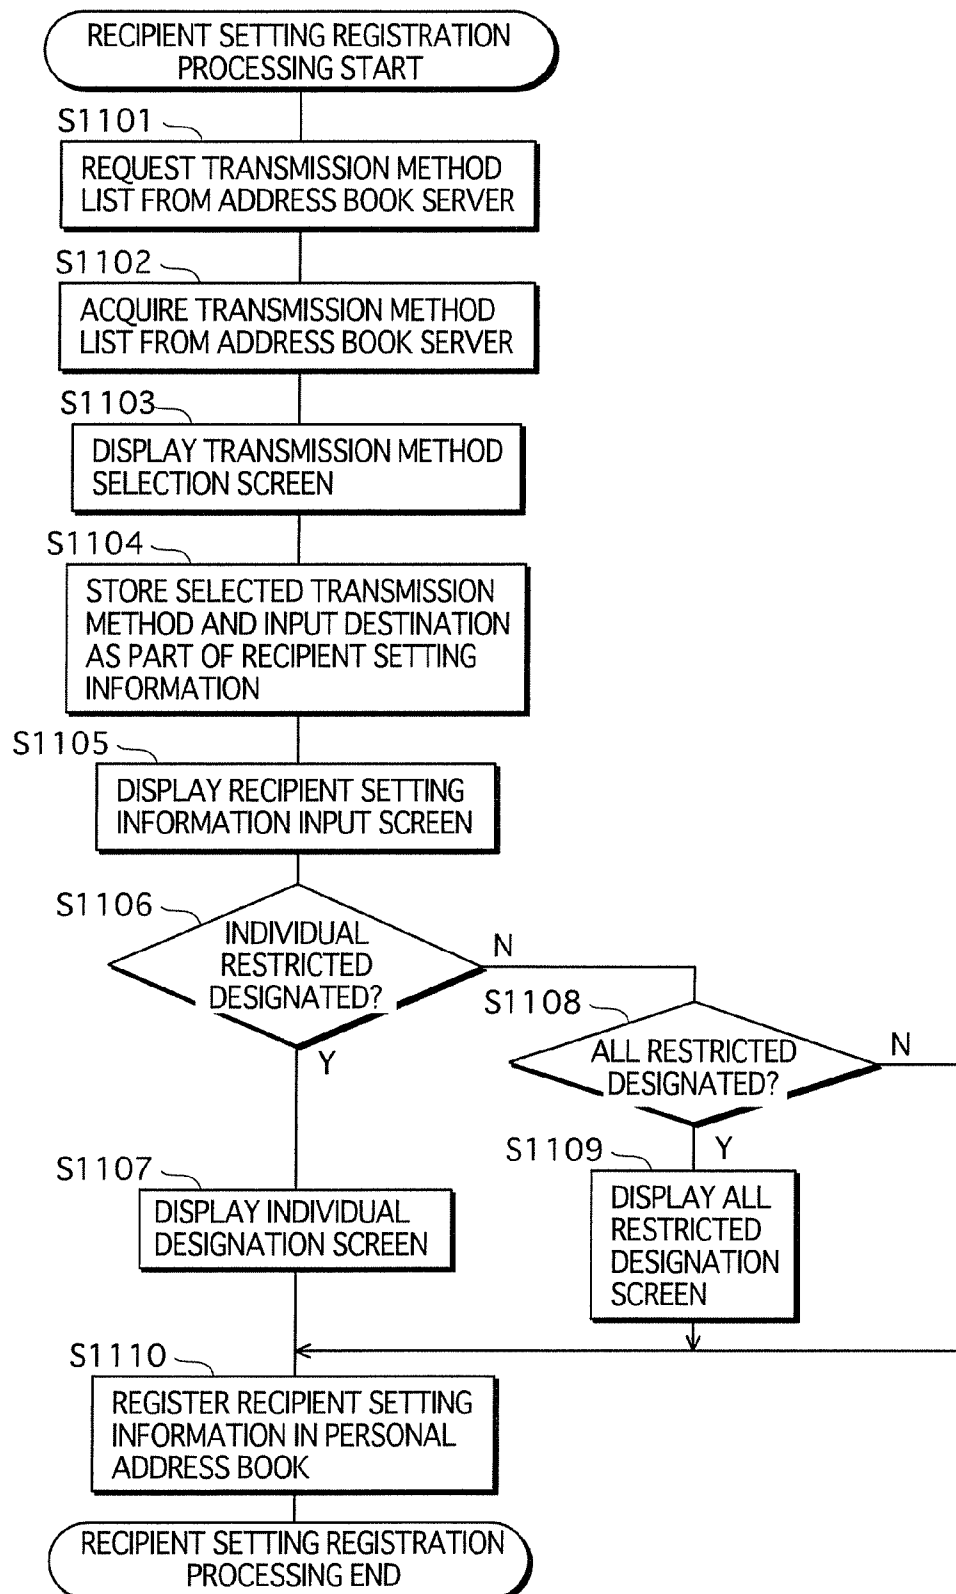 RECIPIENT SETTING REGISTRATION
PROCESSING START
S1101
REQUEST TRANSMISSION METHOD
LIST FROM ADDRESS BOOK SERVER
S1102
ACQUIRE TRANSMISSION METHOD
LIST FROM ADDRESS BOOK SERVER
S1103
DISPLAY TRANSMISSION METHOD
SELECTION SCREEN
S1104
STORE SELECTED TRANSMISSION
METHOD AND INPUT DESTINATION
AS PART OF RECIPIENT SETTING
INFORMATION
S1105
DISPLAY RECIPIENT SETTING
INFORMATION INPUT SCREEN
S1106
INDIVIDUAL
RESTRICTED
DESIGNATED?
N
Y
S1108
ALL RESTRICTED
DESIGNATED?
N
Y
S1107
DISPLAY INDIVIDUAL
DESIGNATION SCREEN
S1109
DISPLAY ALL
RESTRICTED
DESIGNATION
SCREEN
S1110
REGISTER RECIPIENT SETTING
INFORMATION IN PERSONAL
ADDRESS BOOK
RECIPIENT SETTING REGISTRATION
PROCESSING END